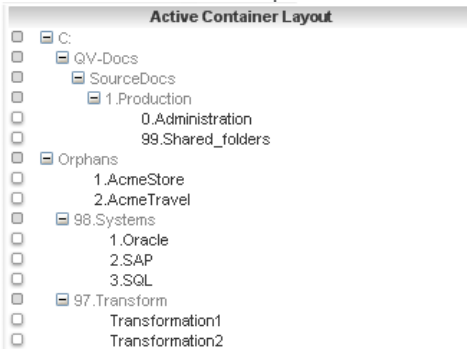 Active Container Layout
C:
QV-Docs
SourceDocs
1.Production
0.Administration
99.Shared_folders
Orphans
1.AcmeStore
2.AcmeTravel
98.Systems
1.Oracle
2.SAP
3.SQL
97.Transform
Transformation1
Transformation2